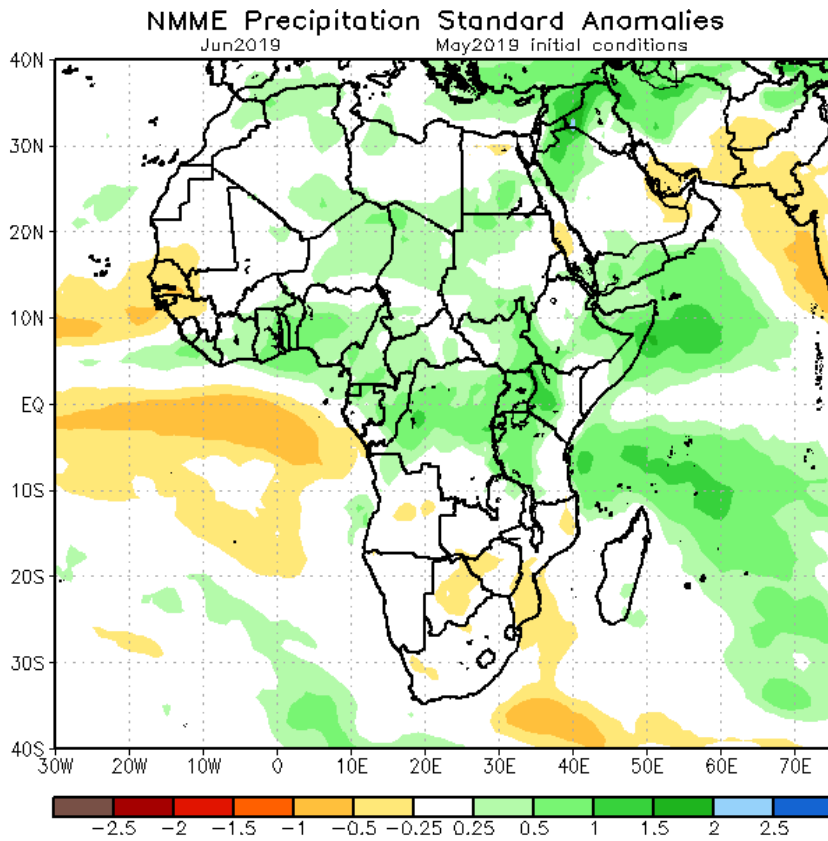 NMME Precipitation Standard Anomalies
Jun2019 May2019 initial conditions
40N
30N
20N
10N
EQ
10S
20S
30S
40S
30W 20W 10W 0 10E 20E 30E 40E 50E 60E 70E
-2.5 -2 -1.5 -1 -0.5 -0.25 0.25 0.5 1 1.5 2 2.5